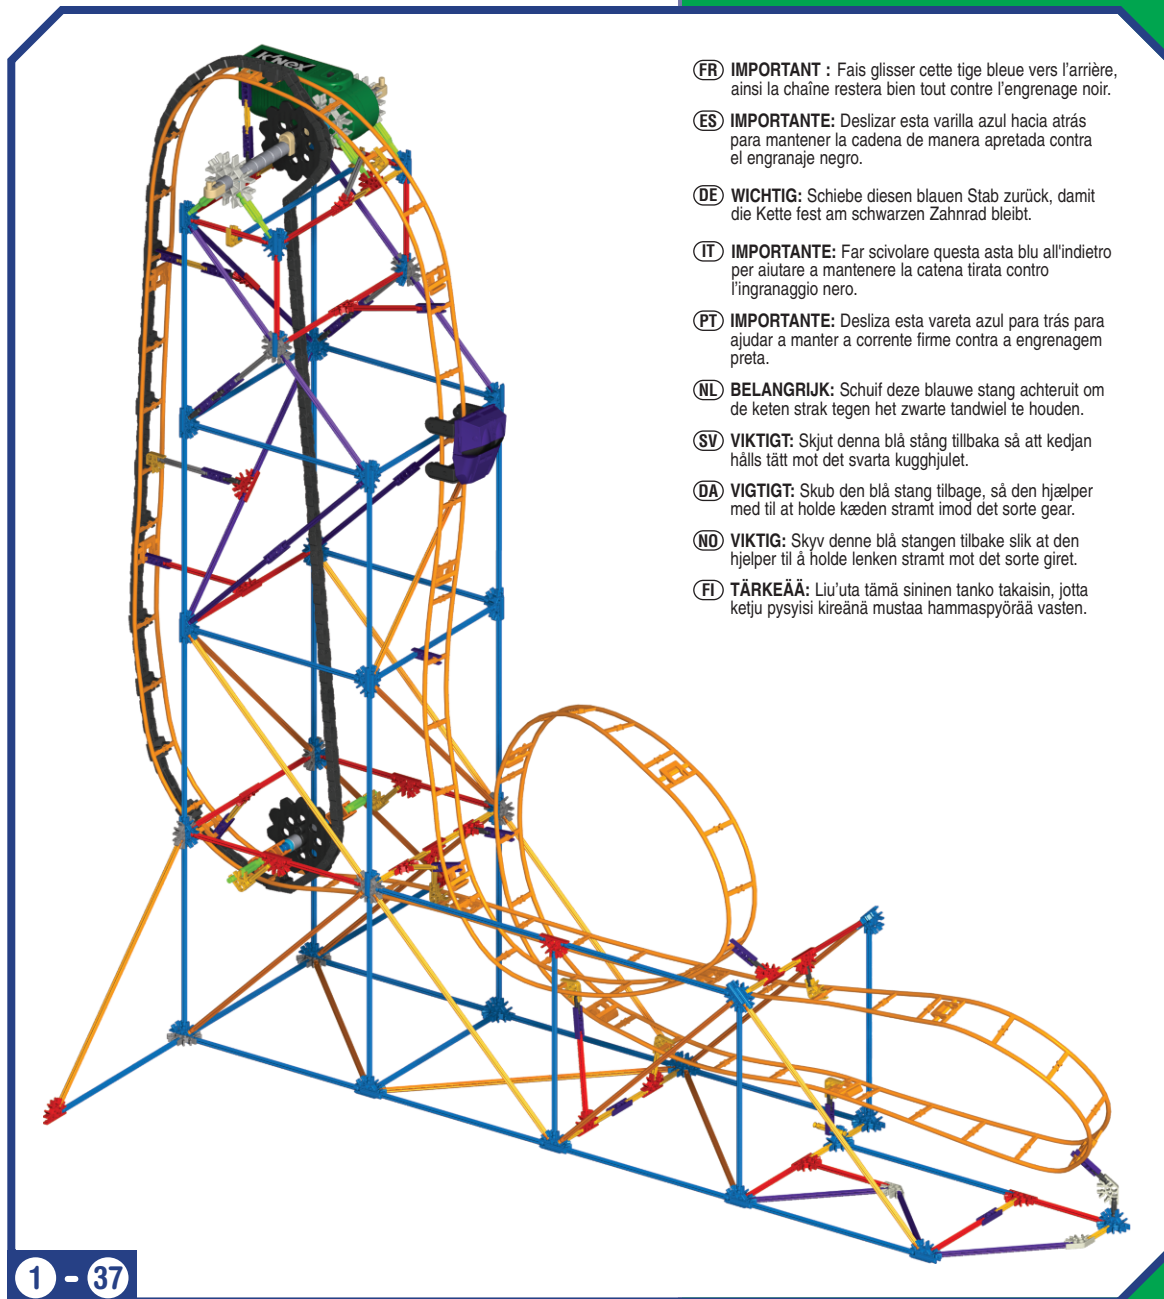 K'NEX
FR IMPORTANT : Fais glisser cette tige bleue vers l'arrière,
ainsi la chaîne restera bien tout contre l'engrenage noir.
ES IMPORTANTE: Deslizar esta varilla azul hacia atrás
para mantener la cadena de manera apretada contra
el engranaje negro.
DE WICHTIG: Schiebe diesen blauen Stab zurück, damit
die Kette fest am schwarzen Zahnrad bleibt.
IT IMPORTANTE: Far scivolare questa asta blu all'indietro
per aiutare a mantenere la catena tirata contro
l'ingranaggio nero.
PT IMPORTANTE: Desliza esta vareta azul para trás para
ajudar a manter a corrente firme contra a engrenagem
preta.
NL BELANGRIJK: Schuif deze blauwe stang achteruit om
de keten strak tegen het zwarte tandwiel te houden.
SV VIKTIGT: Skjut denna blå stång tillbaka så att kedjan
hålls tätt mot det svarta kugghjulet.
DA VIGTIGT: Skub den blå stang tilbage, så den hjælper
med til at holde kæden stramt imod det sorte gear.
NO VIKTIG: Skyv denne blå stangen tilbake slik at den
hjelper til å holde lenken stramt mot det sorte giret.
FI TÄRKEÄÄ: Liu'uta tämä sininen tanko takaisin, jotta
ketju pysyisi kireänä mustaa hammaspyörää vasten.
1 - 37